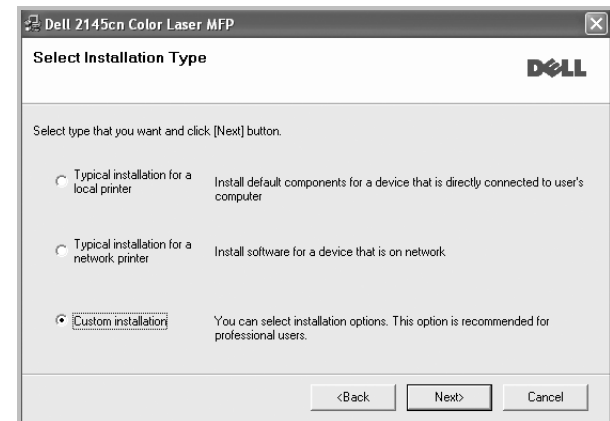 Dell 2145cn Color Laser MFP
Select Installation Type
DELL
Select type that you want and click [Next] button.
Typical installation for a
local printer
Install default components for a device that is directly connected to user's
computer
Typical installation for a
network printer
Install software for a device that is on network
Custom installation
You can select installation options. This option is recommended for
professional users.
<Back
Next>
Cancel